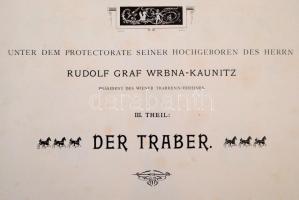 UNTER DEM PROTECTORATE SEINER HOCHGEBOREN DES HERRN
RUDOLF GRAF WRBNA-KAUNITZ
PRÄSIDENT DES WIENER TRABRENN-VEREINES.
III. THEIL:
DER TRABER.
darabanth